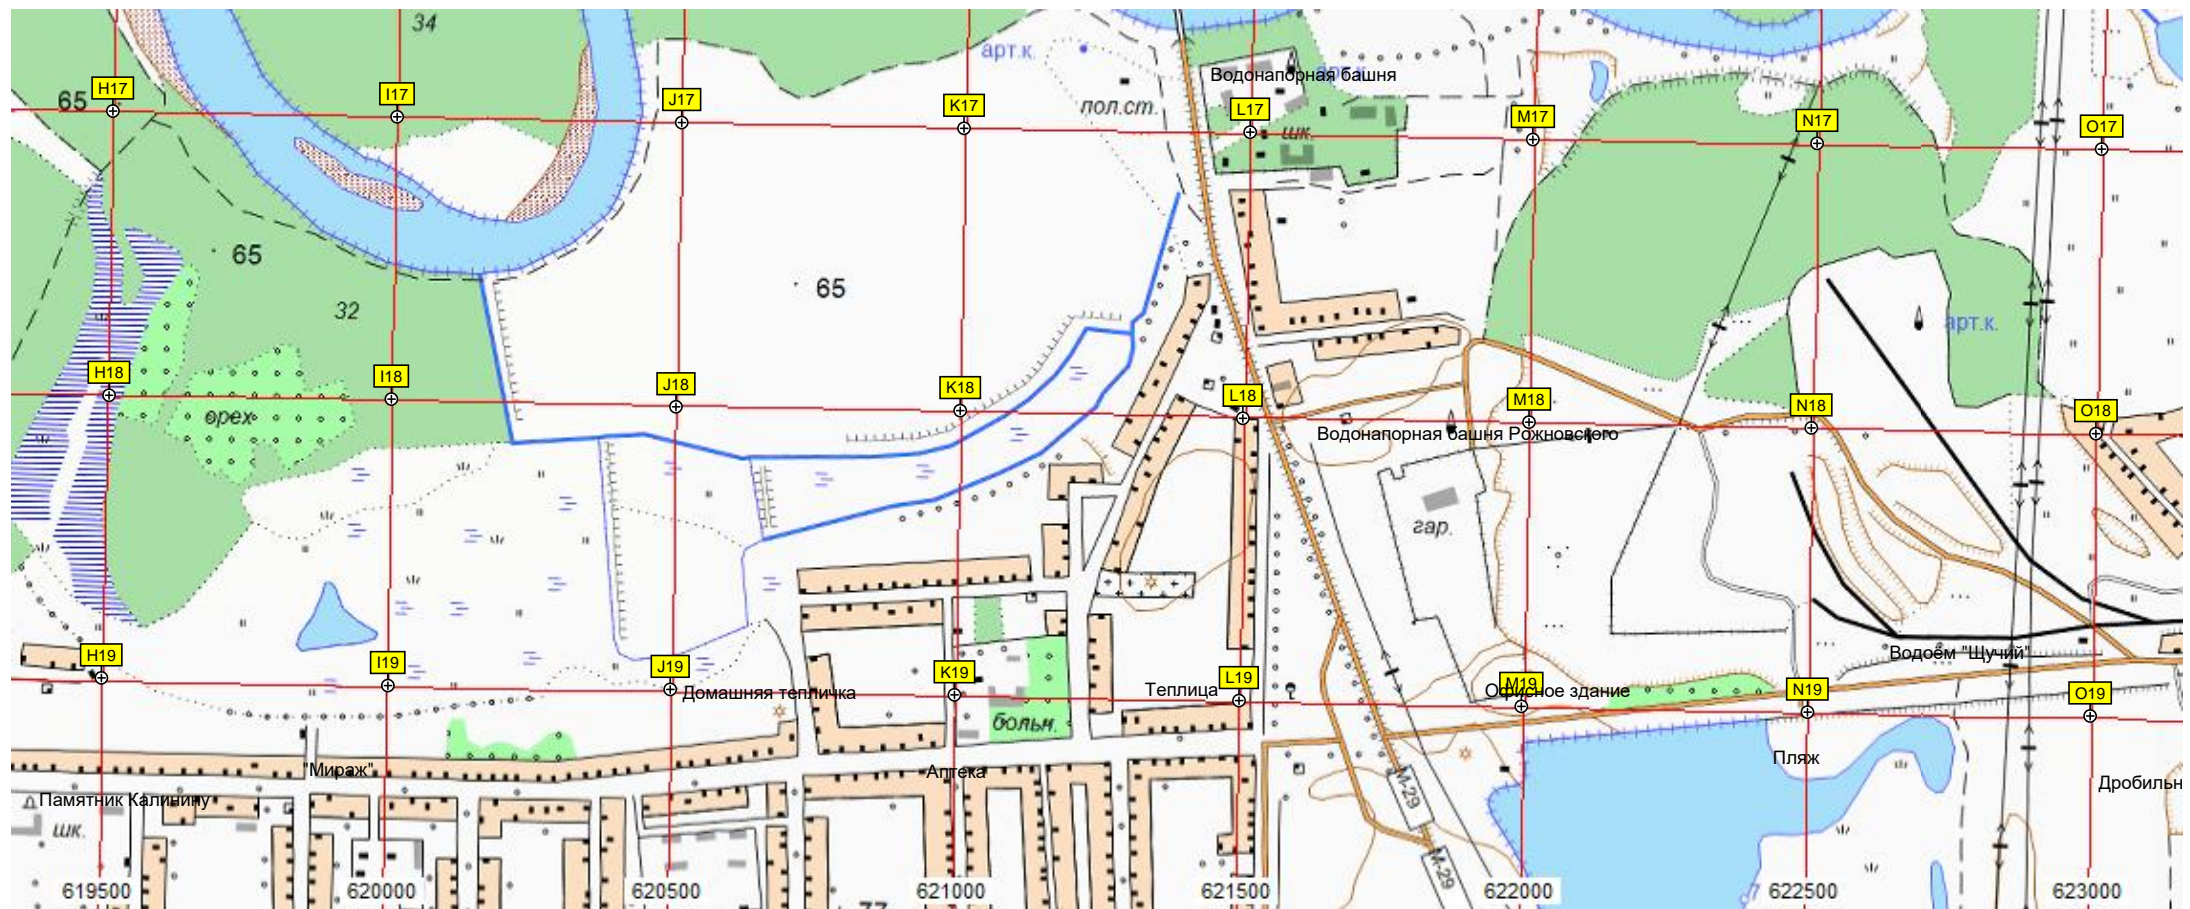 34
арт.к.
Водонапорная башня
арт.к.
65
H17
I17
J17
K17
пол.ст.
L17
шк.
M17
N17
O17
65
32
65
арт.к.
H18
I18
J18
K18
L18
M18
N18
O18
орех
Водонапорная башня Рожновского
гар.
H19
I19
J19
K19
L19
M19
N19
O19
Водоём "Щучий"
Домашняя тепличка
Теплица
Офисное здание
больн.
"Мираж"
Аптека
Пляж
М-29
Дробильн
Памятник Калинину
шк.
М-29
619500
620000
620500
621000
621500
622000
622500
623000